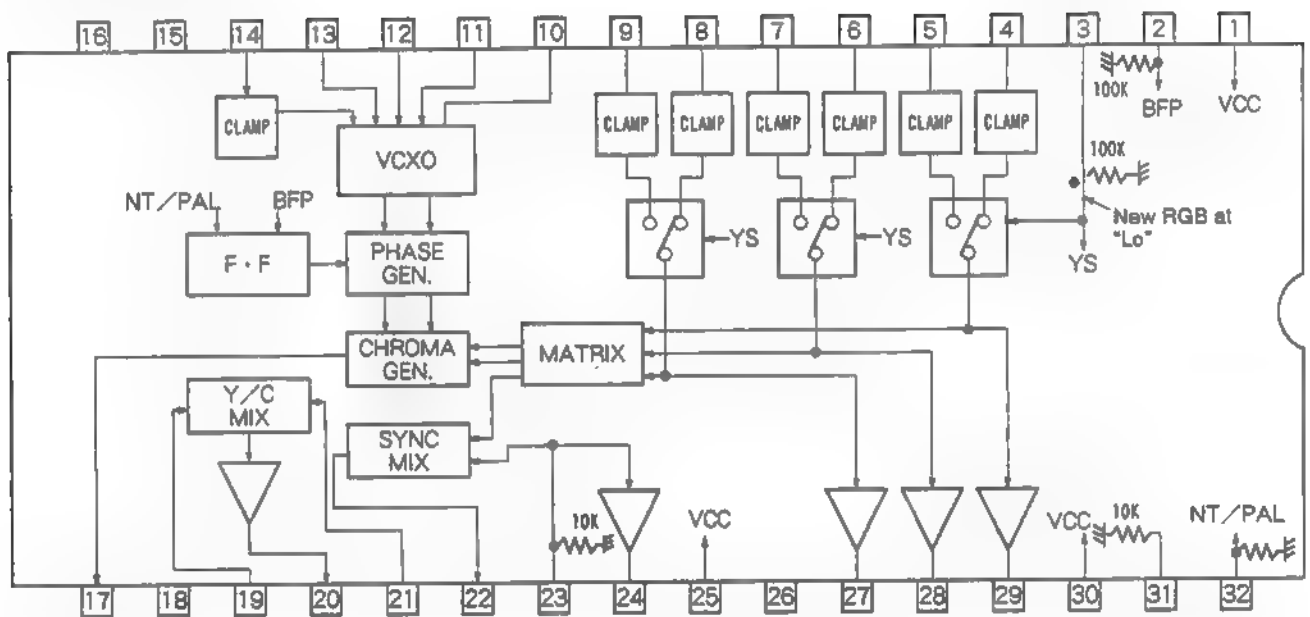 16 15 14 13 12 11 10 9 8 7 6 5 4 3 2 1
100K
BFP
VCC
CLAMP
CLAMP
CLAMP
CLAMP
CLAMP
CLAMP
CLAMP
VCXO
100K
NT/PAL
BFP
New RGB at
"Lo"
YS
YS
YS
F·F
PHASE
GEN.
CHROMA
GEN.
MATRIX
Y/C
MIX
SYNC
MIX
10K
VCC
VCC
10K
NT/PAL
17 18 19 20 21 22 23 24 25 26 27 28 29 30 31 32